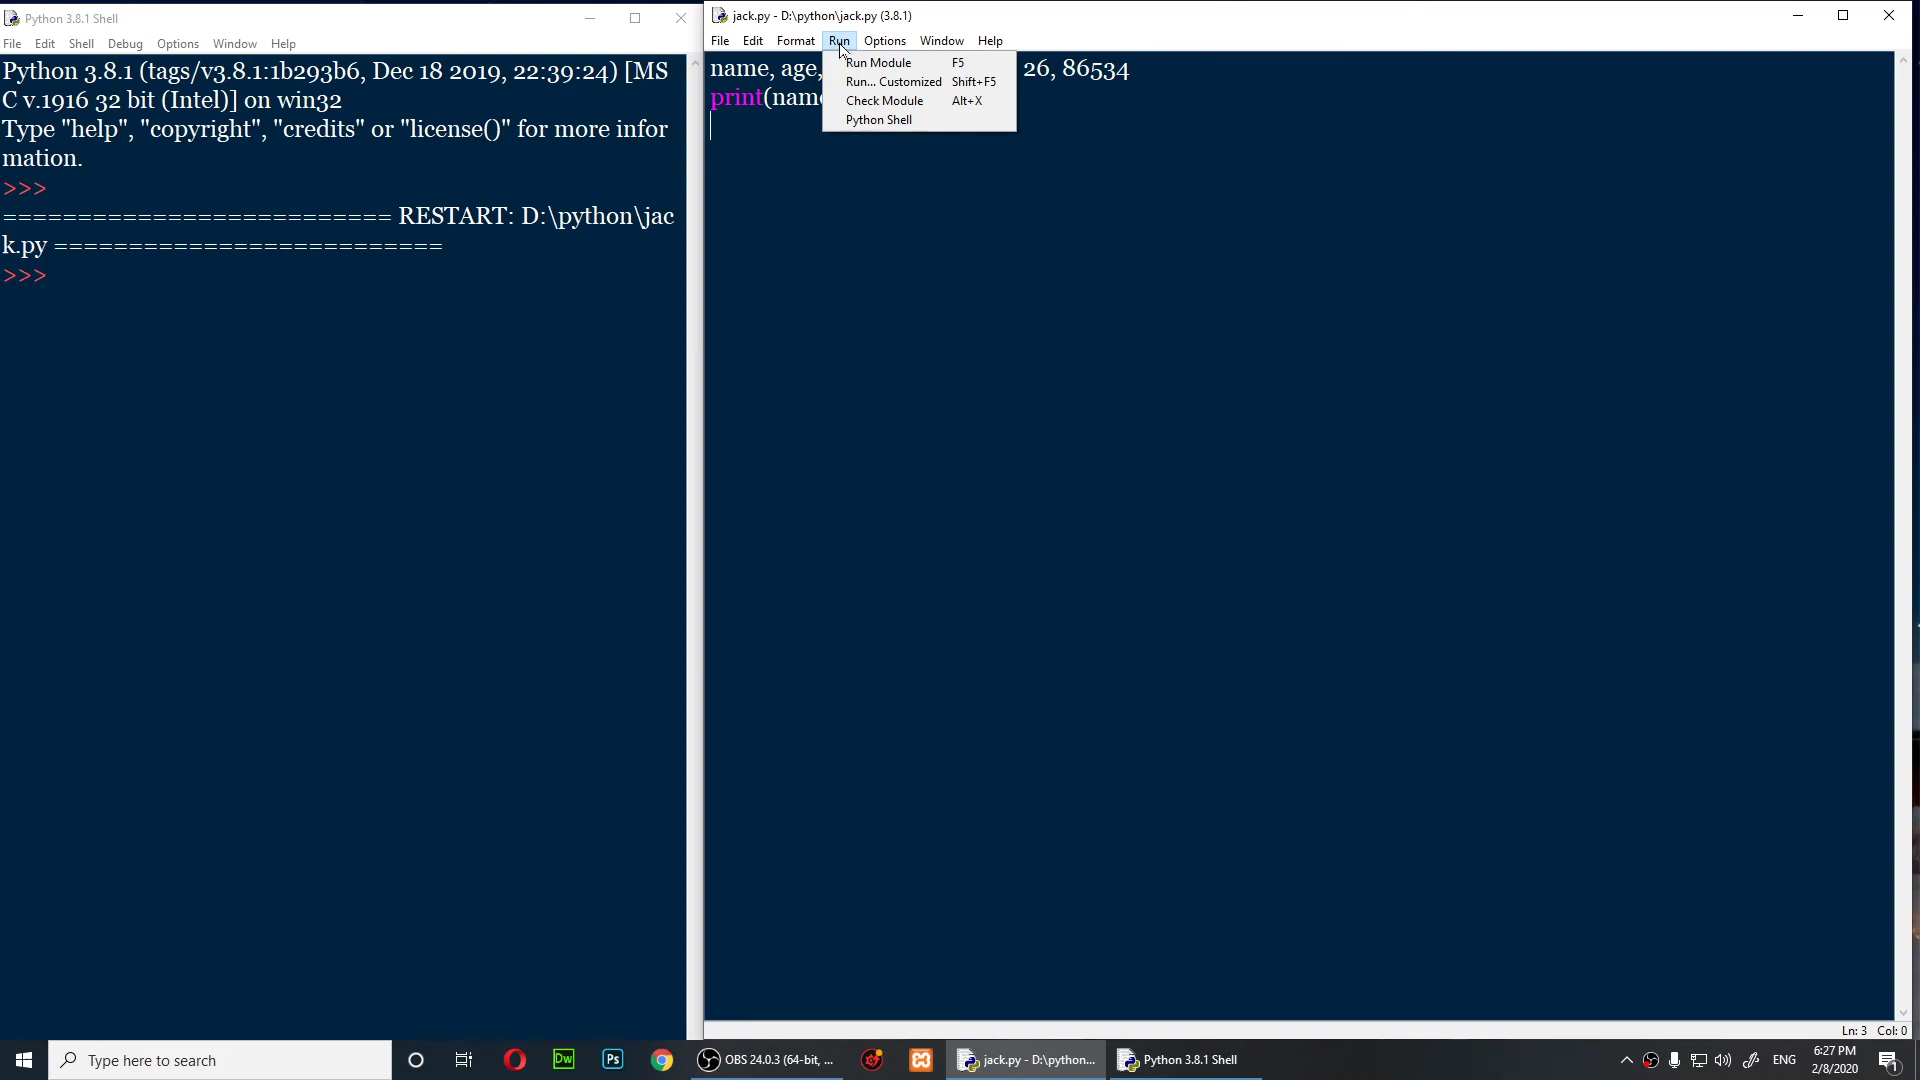 Python 3.8.1 Shell
File Edit Shell Debug Options Window Help
Python 3.8.1 (tags/v3.8.1:1b293b6, Dec 18 2019, 22:39:24) [MS
C v.1916 32 bit (Intel)] on win32
Type "help", "copyright", "credits" or "license()" for more infor
mation.
>>>
========================== RESTART: D:\python\jac
k.py ==========================
>>>
jack.py - D:\python\jack.py (3.8.1)
File Edit Format Run Options Window Help
name, age, 26, 86534
print(name
Run Module F5
Run... Customized Shift+F5
Check Module Alt+X
Python Shell
Ln: 3 Col: 0
Type here to search
Dw
Ps
OBS 24.0.3 (64-bit, ...
jack.py - D:\python...
Python 3.8.1 Shell
ENG
6:27 PM
2/8/2020
1